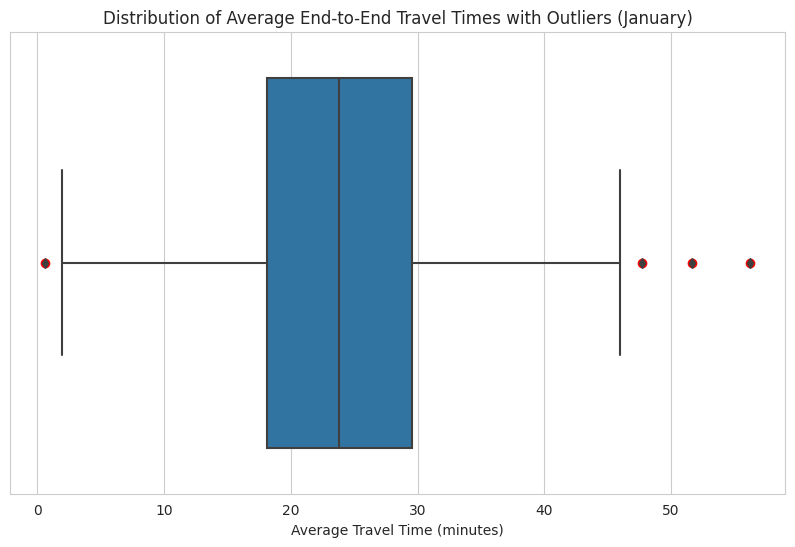 Distribution of Average End-to-End Travel Times with Outliers (January)
0 10 20 30 40 50
Average Travel Time (minutes)